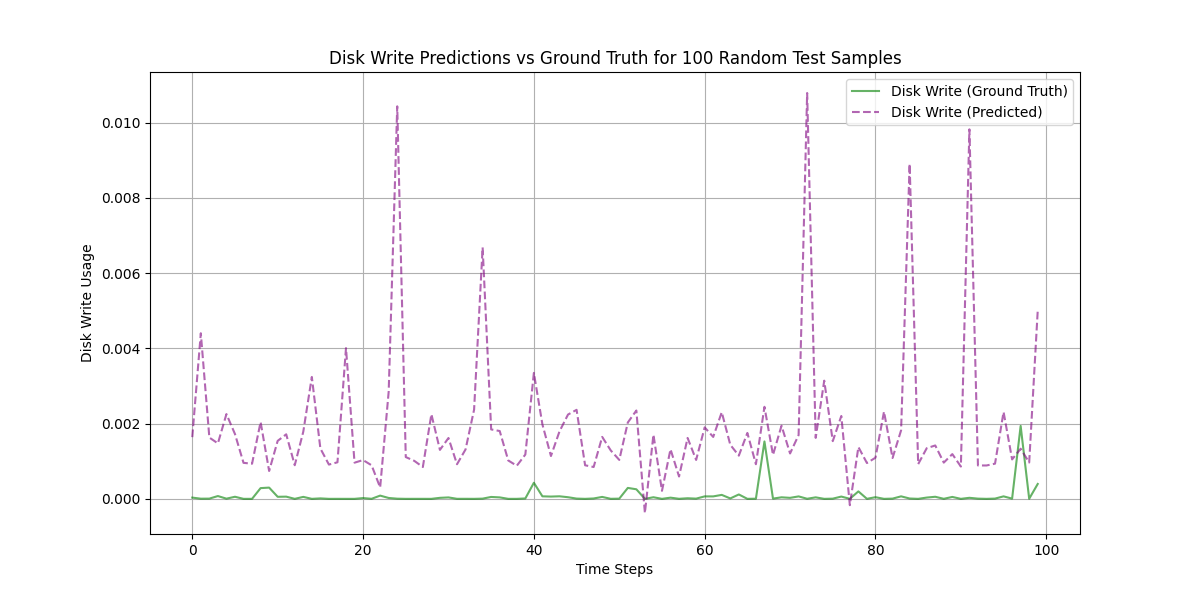 Disk Write Predictions vs Ground Truth for 100 Random Test Samples
Disk Write (Ground Truth)
Disk Write (Predicted)
Disk Write Usage
0.010
0.008
0.006
0.004
0.002
0.000
0 20 40 60 80 100
Time Steps